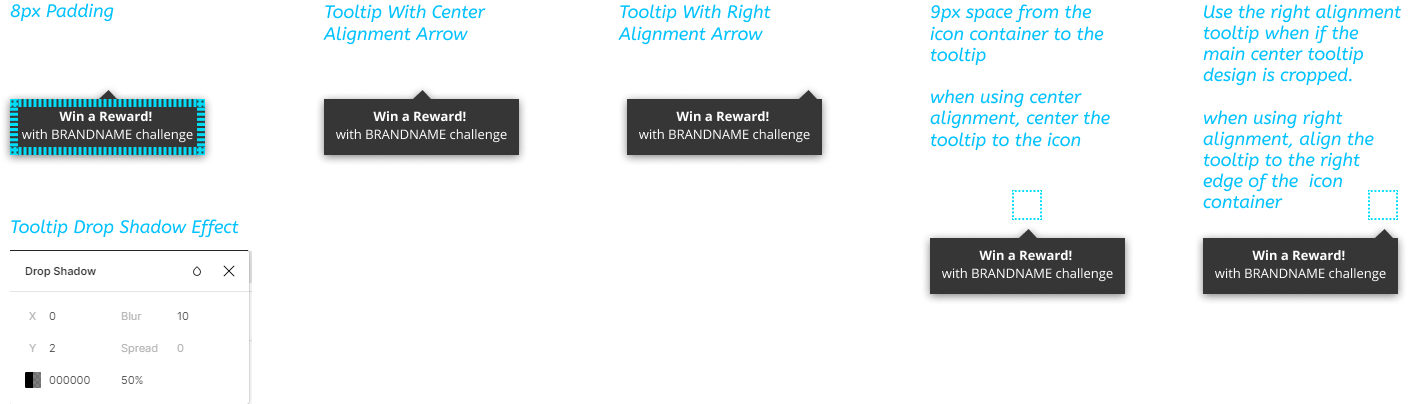 8px Padding
Win a Reward!
with BRANDNAME challenge
Tooltip With Center
Alignment Arrow
Win a Reward!
with BRANDNAME challenge
Tooltip With Right
Alignment Arrow
Win a Reward!
with BRANDNAME challenge
9px space from the
icon container to the
tooltip
when using center
alignment, center the
tooltip to the icon
Win a Reward!
with BRANDNAME challenge
Use the right alignment
tooltip when if the
main center tooltip
design is cropped.
when using right
alignment, align the
tooltip to the right
edge of the  icon
container
Win a Reward!
with BRANDNAME challenge
Tooltip Drop Shadow Effect
Drop Shadow
X 0 Blur 10
Y 2 Spread 0
000000 50%